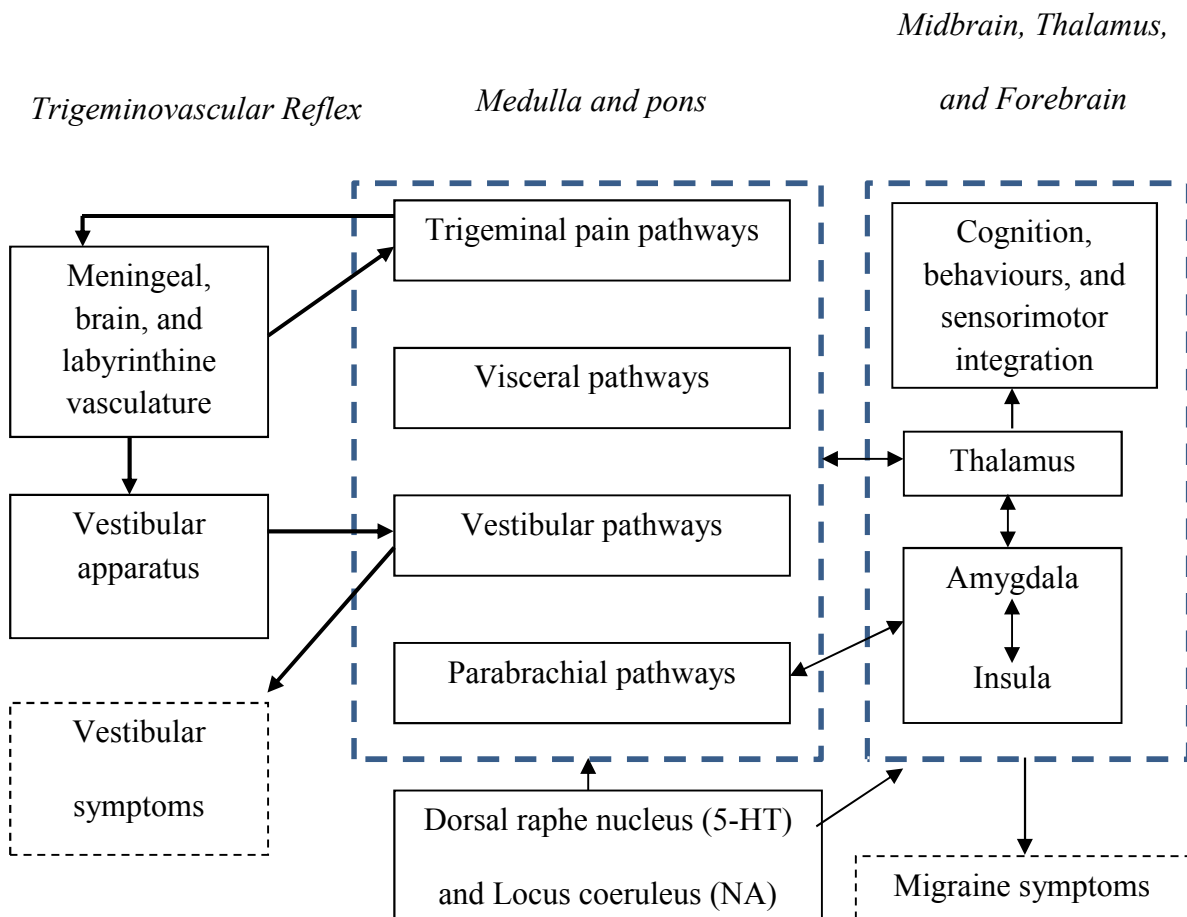 Midbrain, Thalamus,
and Forebrain
Trigeminovascular Reflex
Medulla and pons
Trigeminal pain pathways
Meningeal,
brain, and
labyrinthine
vasculature
Visceral pathways
Vestibular
apparatus
Vestibular pathways
Parabrachial pathways
Vestibular
symptoms
Dorsal raphe nucleus (5-HT)
and Locus coeruleus (NA)
Cognition,
behaviours, and
sensorimotor
integration
Thalamus
Amygdala
Insula
Migraine symptoms